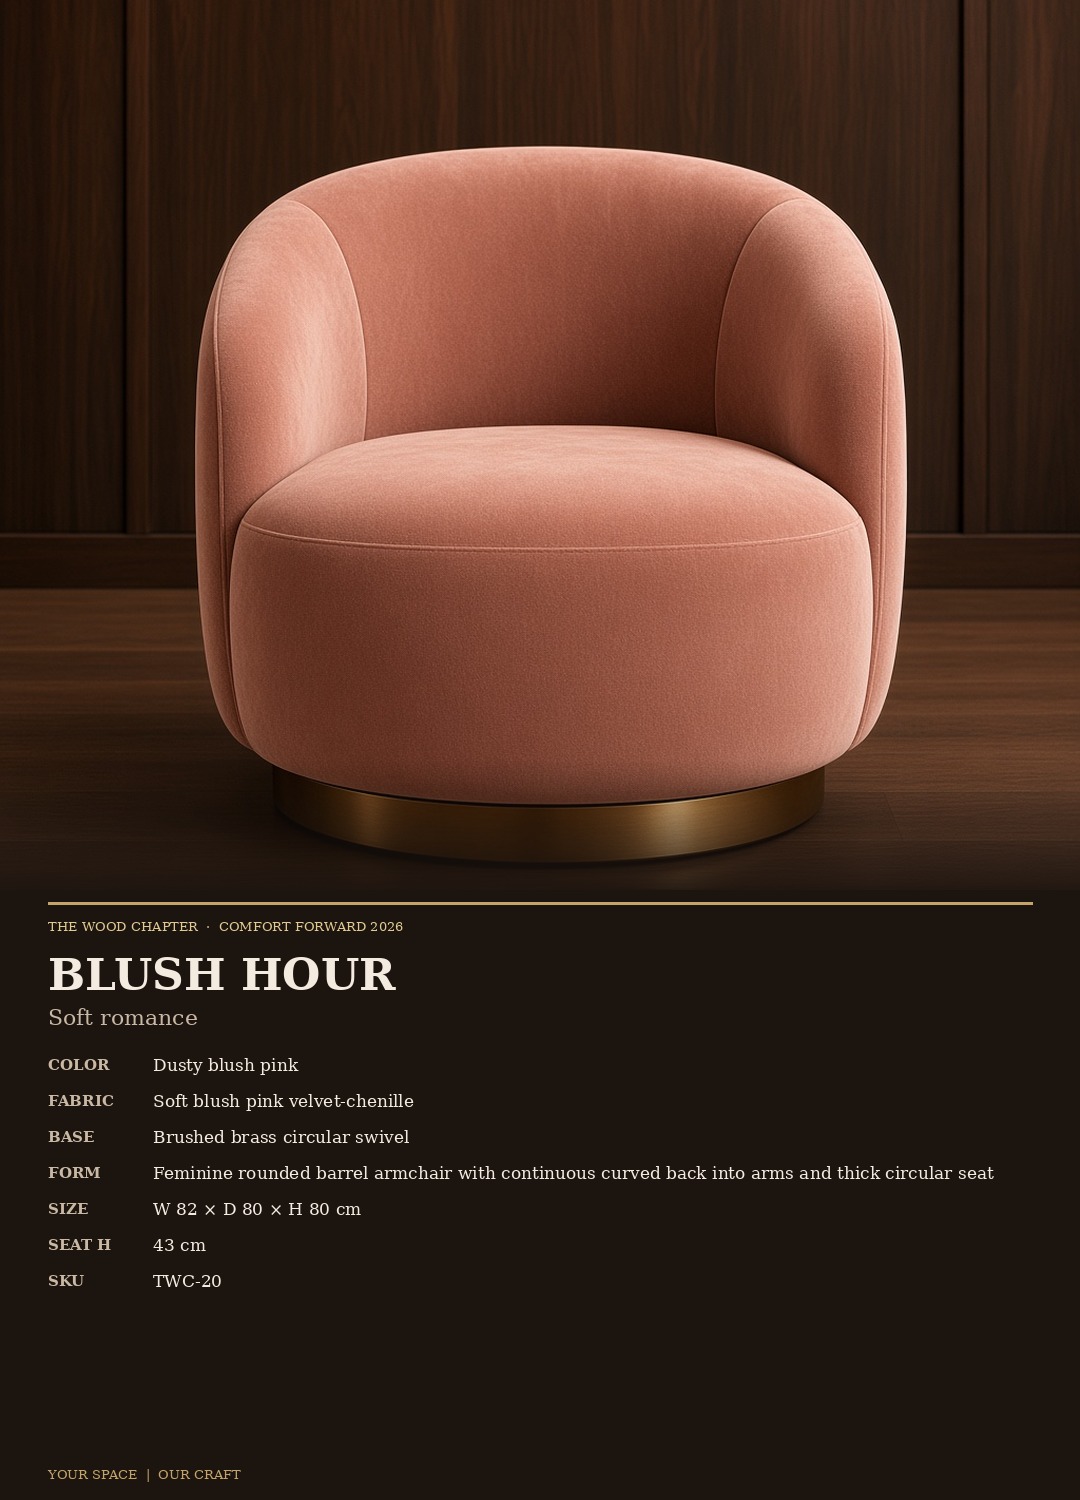 THE WOOD CHAPTER · COMFORT FORWARD 2026
BLUSH HOUR
Soft romance
COLOR Dusty blush pink
FABRIC Soft blush pink velvet-chenille
BASE Brushed brass circular swivel
FORM Feminine rounded barrel armchair with continuous curved back into arms and thick circular seat
SIZE W 82 × D 80 × H 80 cm
SEAT H 43 cm
SKU TWC-20
YOUR SPACE | OUR CRAFT